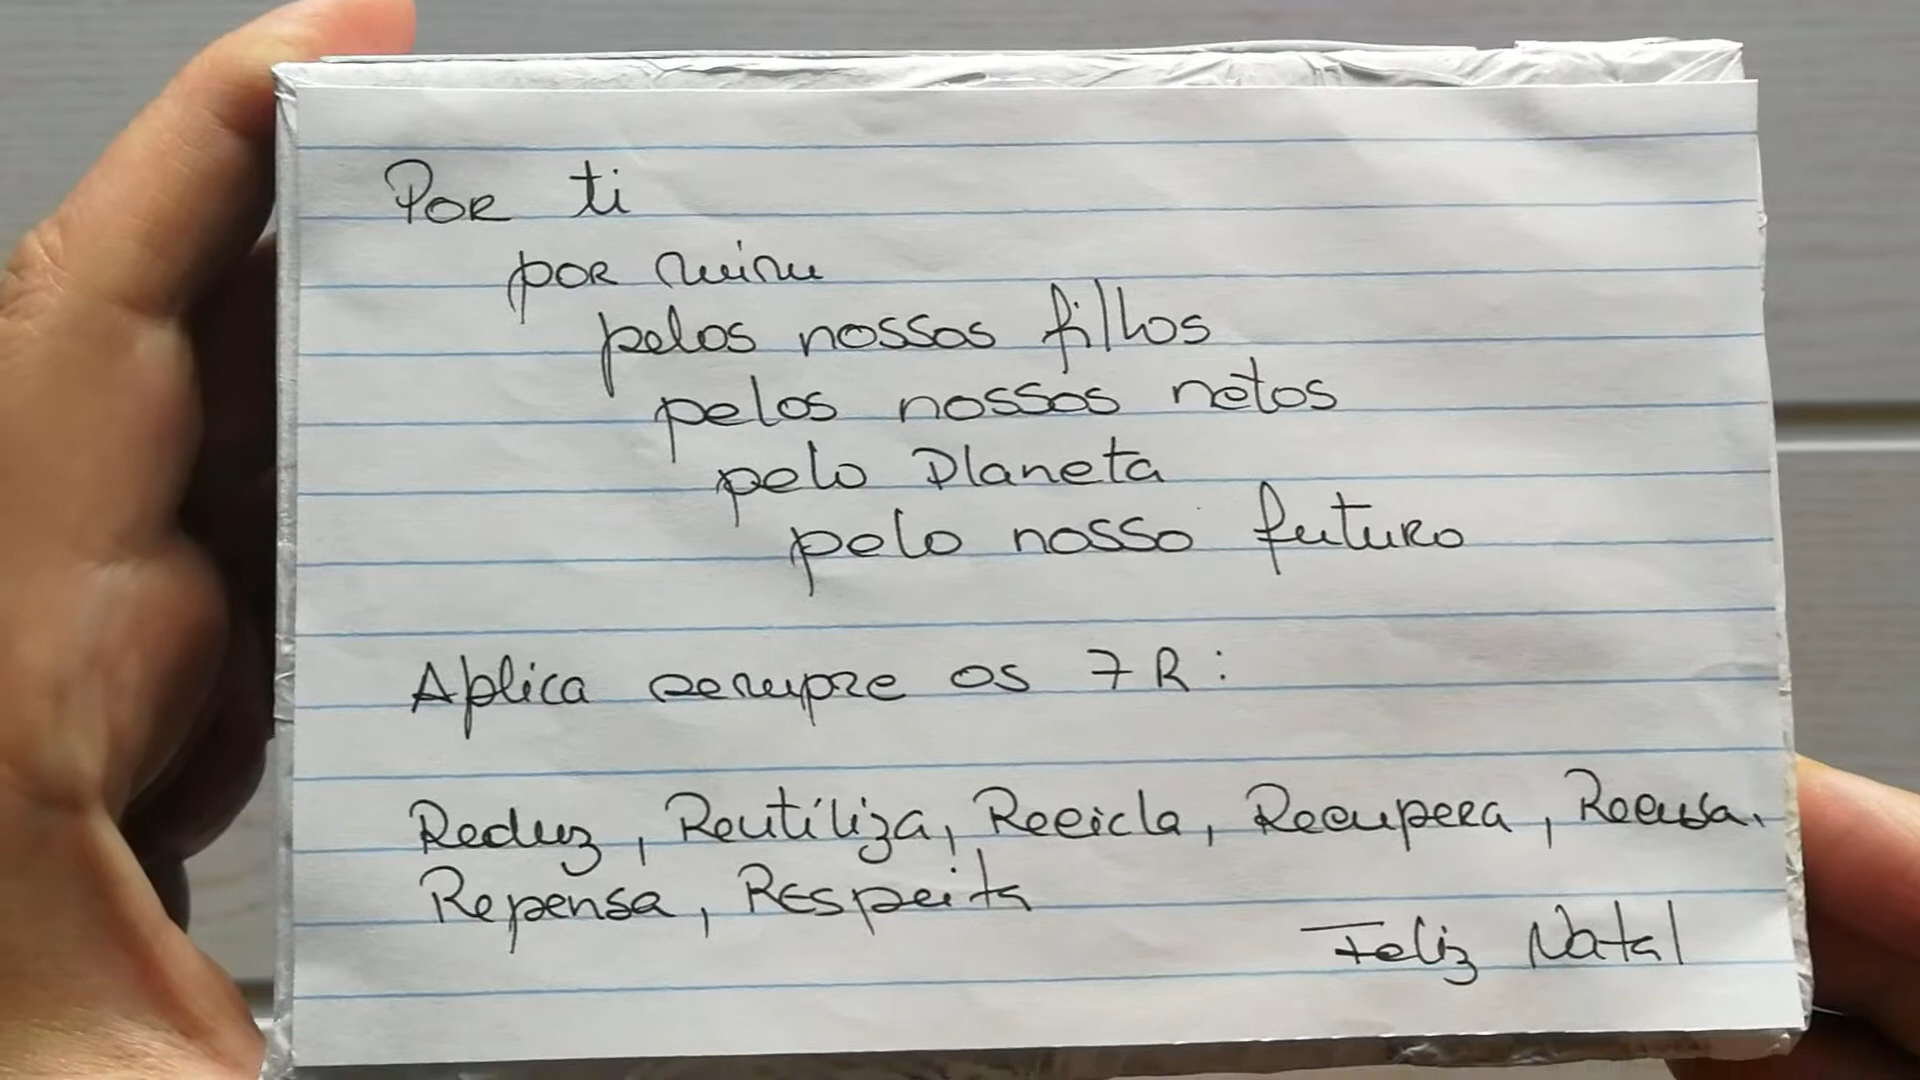 Por ti
por mim
pelos nossos filhos
pelos nossos netos
pelo Planeta
pelo nosso futuro
Aplica sempre os 7R:
Reduz, Reutiliza, Recicla, Recupera, Recusa,
Repensa, Respeita
Feliz Natal